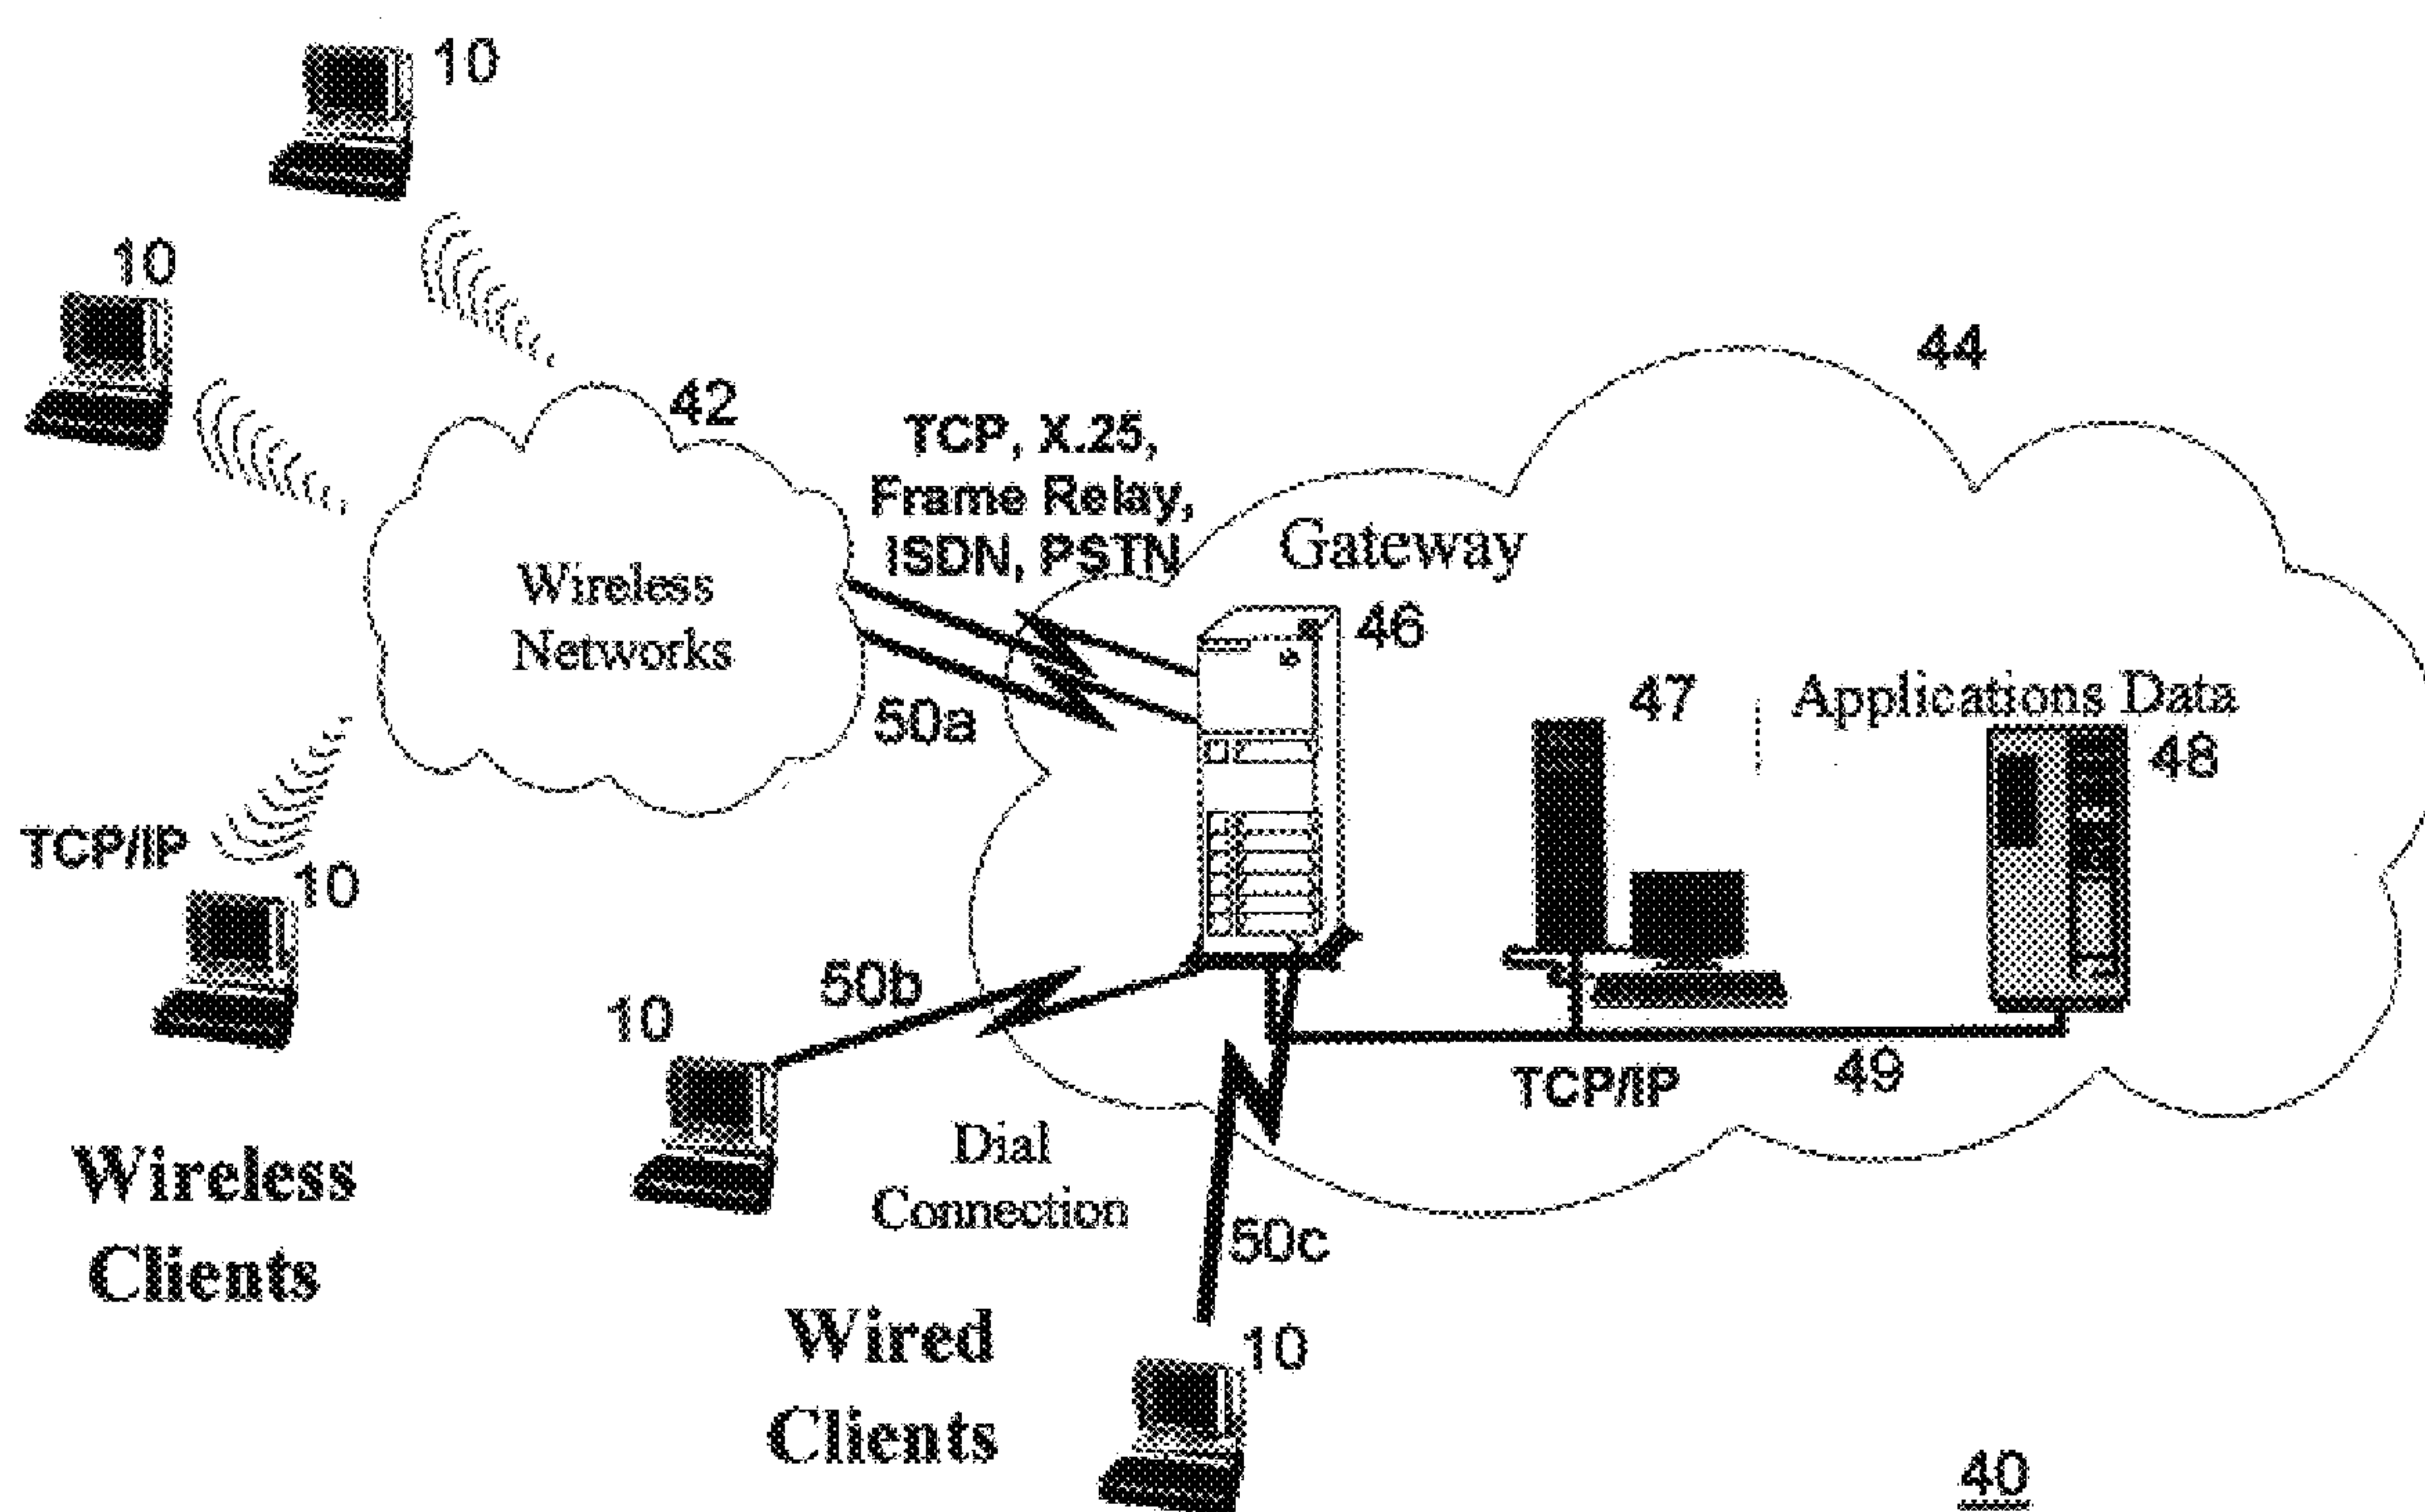 10
10
44
42
TCP, X.25,
Frame Relay,
ISDN, PSTN
Gateway
Wireless
Networks
46
50a
47
Applications Data
48
TCP/IP
10
50b
10
TCP/IP
49
Dial
Connection
Wireless
Clients
50c
Wired
Clients
10
40